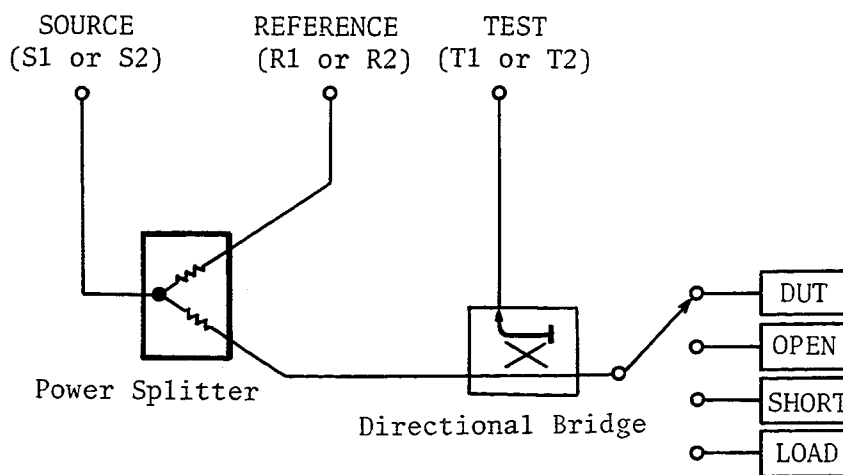 SOURCE
(S1 or S2)
REFERENCE
(R1 or R2)
TEST
(T1 or T2)
DUT
OPEN
SHORT
LOAD
Power Splitter
Directional Bridge